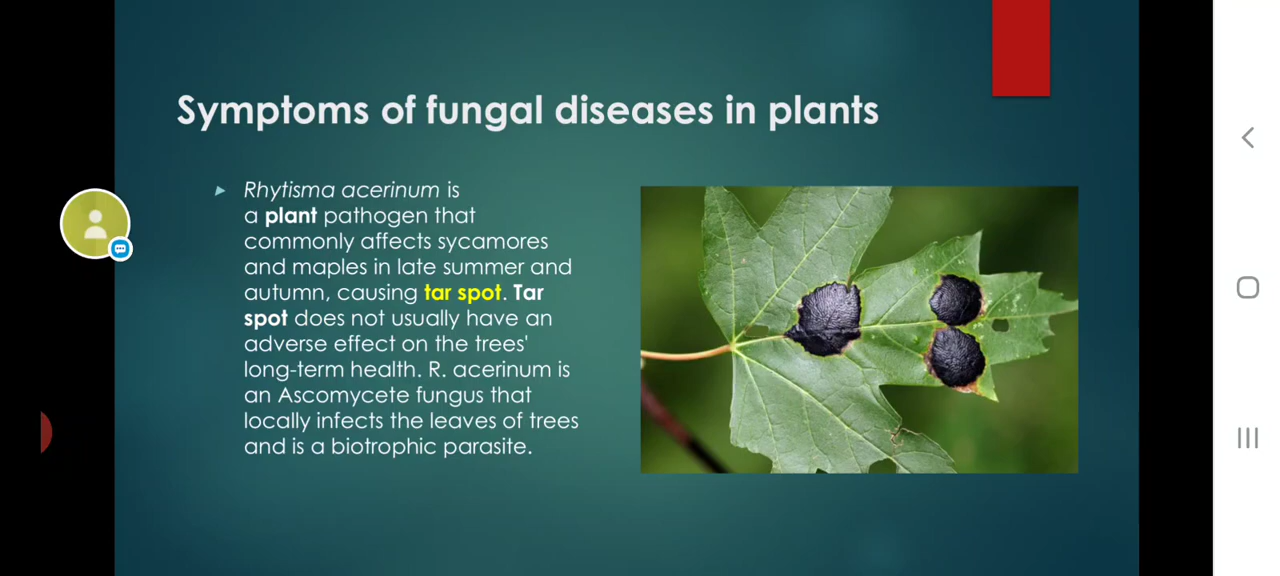 Symptoms of fungal diseases in plants
Rhytisma acerinum is
a plant pathogen that
commonly affects sycamores
and maples in late summer and
autumn, causing tar spot. Tar
spot does not usually have an
adverse effect on the trees'
long-term health. R. acerinum is
an Ascomycete fungus that
locally infects the leaves of trees
and is a biotrophic parasite.